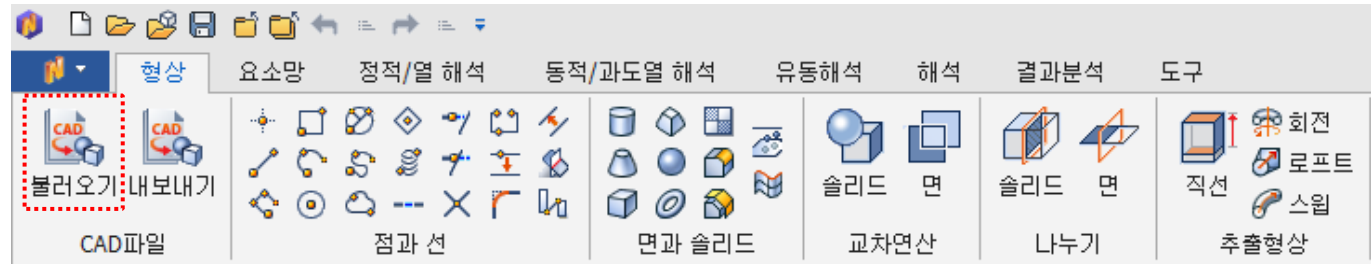 형상 요소망 정적/열 해석 동적/과도열 해석 유동해석 해석 결과분석 도구
CAD CAD
불러오기 내보내기 솔리드 면 솔리드 면 직선 회전
로프트
스윕
CAD파일 점과 선 면과 솔리드 교차연산 나누기 추출형상